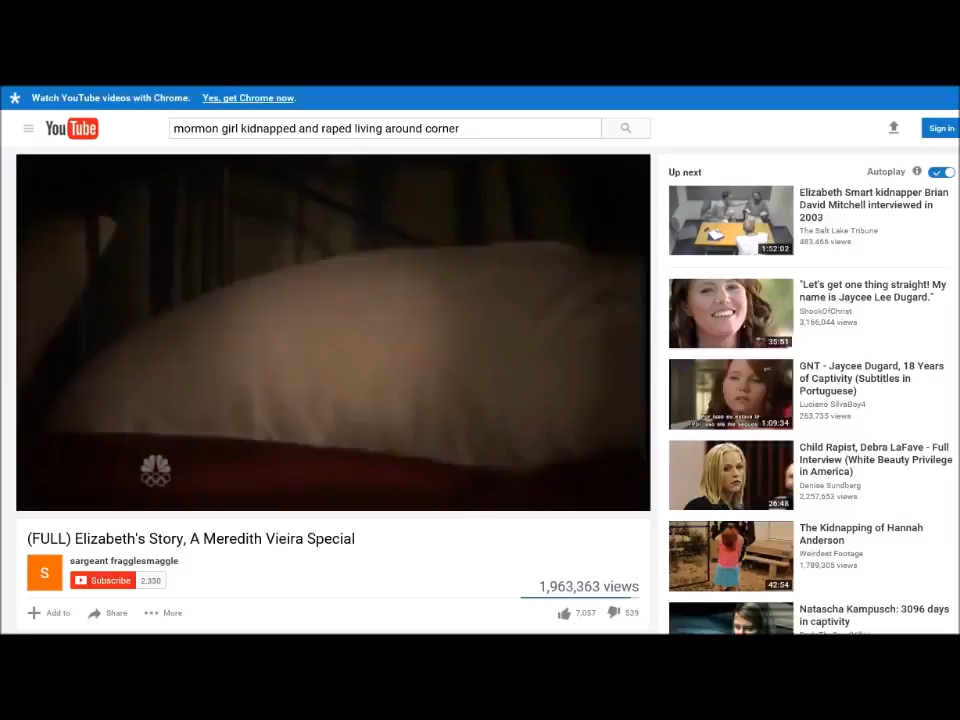 Watch YouTube videos with Chrome. Yes, get Chrome now.
YouTube
mormon girl kidnapped and raped living around corner
Sign in
(FULL) Elizabeth's Story, A Meredith Vieira Special
S
sargeant fragglesmaggle
Subscribe 2,330
1,963,363 views
Add to Share More
7,057 539
Up next
Autoplay
1:52:02
Elizabeth Smart kidnapper Brian
David Mitchell interviewed in
2003
The Salt Lake Tribune
483,466 views
35:51
"Let's get one thing straight! My
name is Jaycee Lee Dugard."
ShookOfChrist
3,166,044 views
1:09:34
GNT - Jaycee Dugard, 18 Years
of Captivity (Subtitles in
Portuguese)
Luciano SilvaBoy4
263,735 views
26:48
Child Rapist, Debra LaFave - Full
Interview (White Beauty Privilege
in America)
Denise Sundberg
2,257,653 views
42:54
The Kidnapping of Hannah
Anderson
Weirdest Footage
1,789,305 views
Natascha Kampusch: 3096 days
in captivity